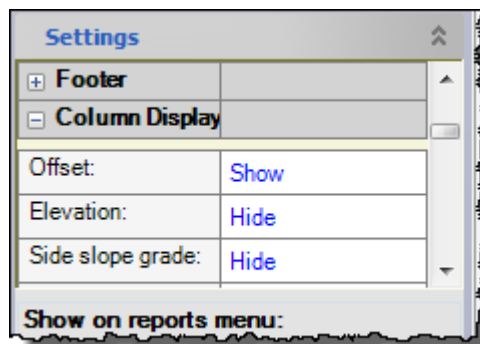 Settings
Footer
Column Display
Offset: Show
Elevation: Hide
Side slope grade: Hide
Show on reports menu: